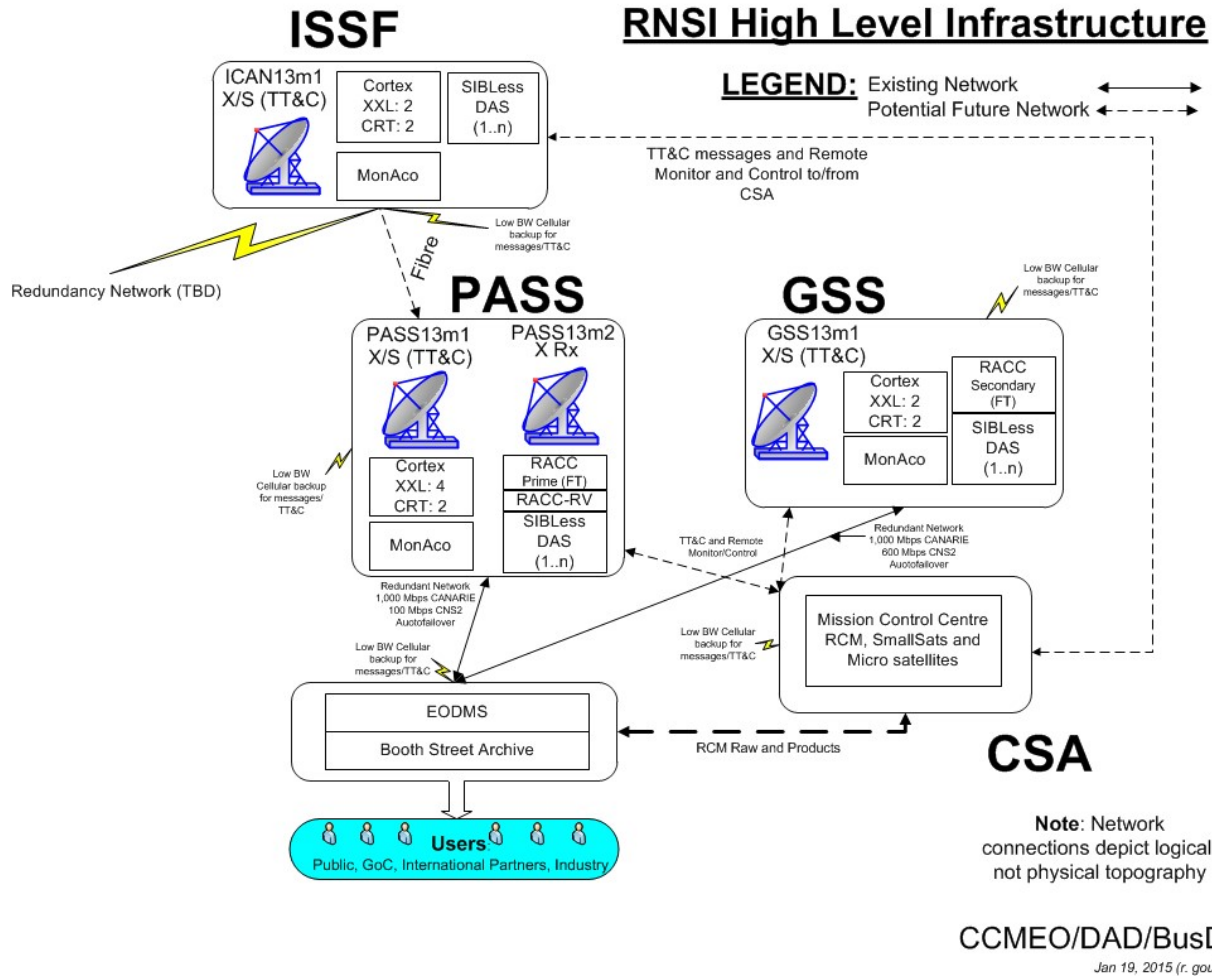 ISSF
RNSI High Level Infrastructure
LEGEND: Existing Network
Potential Future Network
ICAN13m1
X/S (TT&C)
Cortex
XXL: 2
CRT: 2
SIBLess
DAS
(1..n)
MonAco
TT&C messages and Remote
Monitor and Control to/from
CSA
Low BW Cellular
backup for
messages/TT&C
Fibre
Redundancy Network (TBD)
PASS
GSS
Low BW Cellular
backup for
messages/TT&C
PASS13m1
X/S (TT&C)
PASS13m2
X Rx
Cortex
XXL: 4
CRT: 2
MonAco
RACC
Prime (FT)
RACC-RV
SIBLess
DAS
(1..n)
Low BW
Cellular backup
for messages/
TT&C
GSS13m1
X/S (TT&C)
Cortex
XXL: 2
CRT: 2
MonAco
RACC
Secondary
(FT)
SIBLess
DAS
(1..n)
TT&C and Remote
Monitor/Control
Redundant Network
1,000 Mbps CANARIE
600 Mbps CNS2
Auotofailover
Redundant Network
1,000 Mbps CANARIE
100 Mbps CNS2
Auotofailover
Low BW Cellular
backup for
messages/TT&C
Low BW Cellular
backup for
messages/TT&C
Mission Control Centre
RCM, SmallSats and
Micro satellites
EODMS
Booth Street Archive
RCM Raw and Products
CSA
Users:
Public, GoC, International Partners, Industry
Note: Network
connections depict logical
not physical topography
CCMEO/DAD/Bus
Jan 19, 2015 (r.